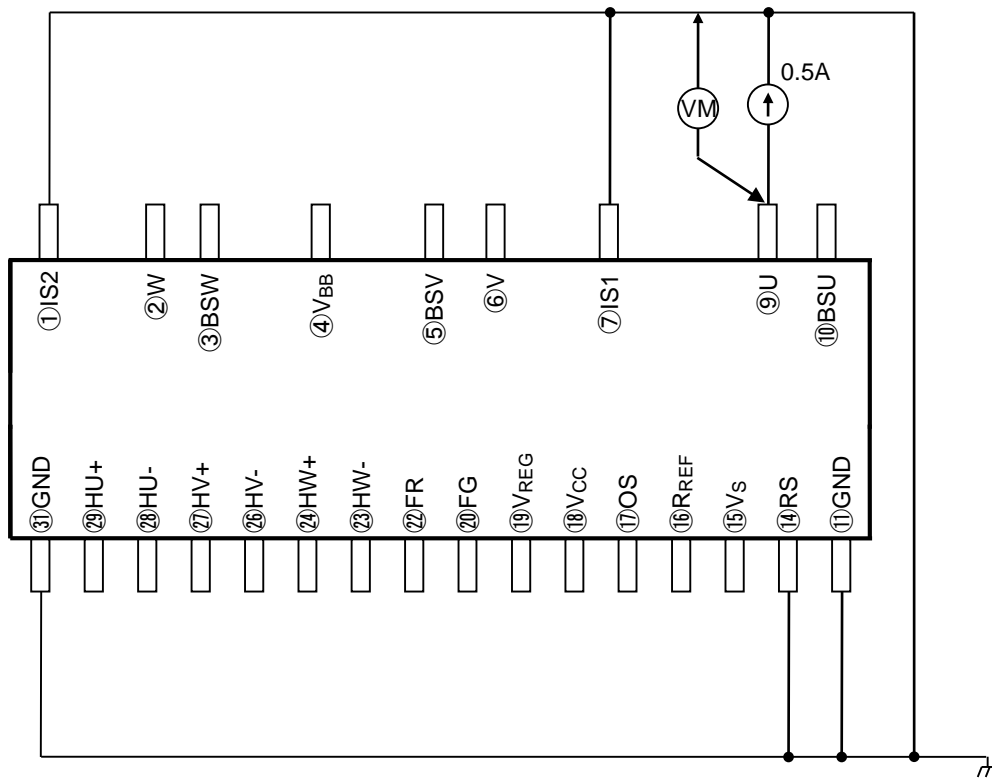 0.5A
VM
①IS2
②W
③BSW
④VBB
⑤BSV
⑥V
⑦IS1
⑨U
⑩BSU
㉛GND
㉙HU+
㉘HU-
㉗HV+
㉖HV-
㉔HW+
㉓HW-
㉒FR
⑳FG
⑲VREG
⑱VCC
⑰OS
⑯RREF
⑮VS
⑭RS
⑪GND